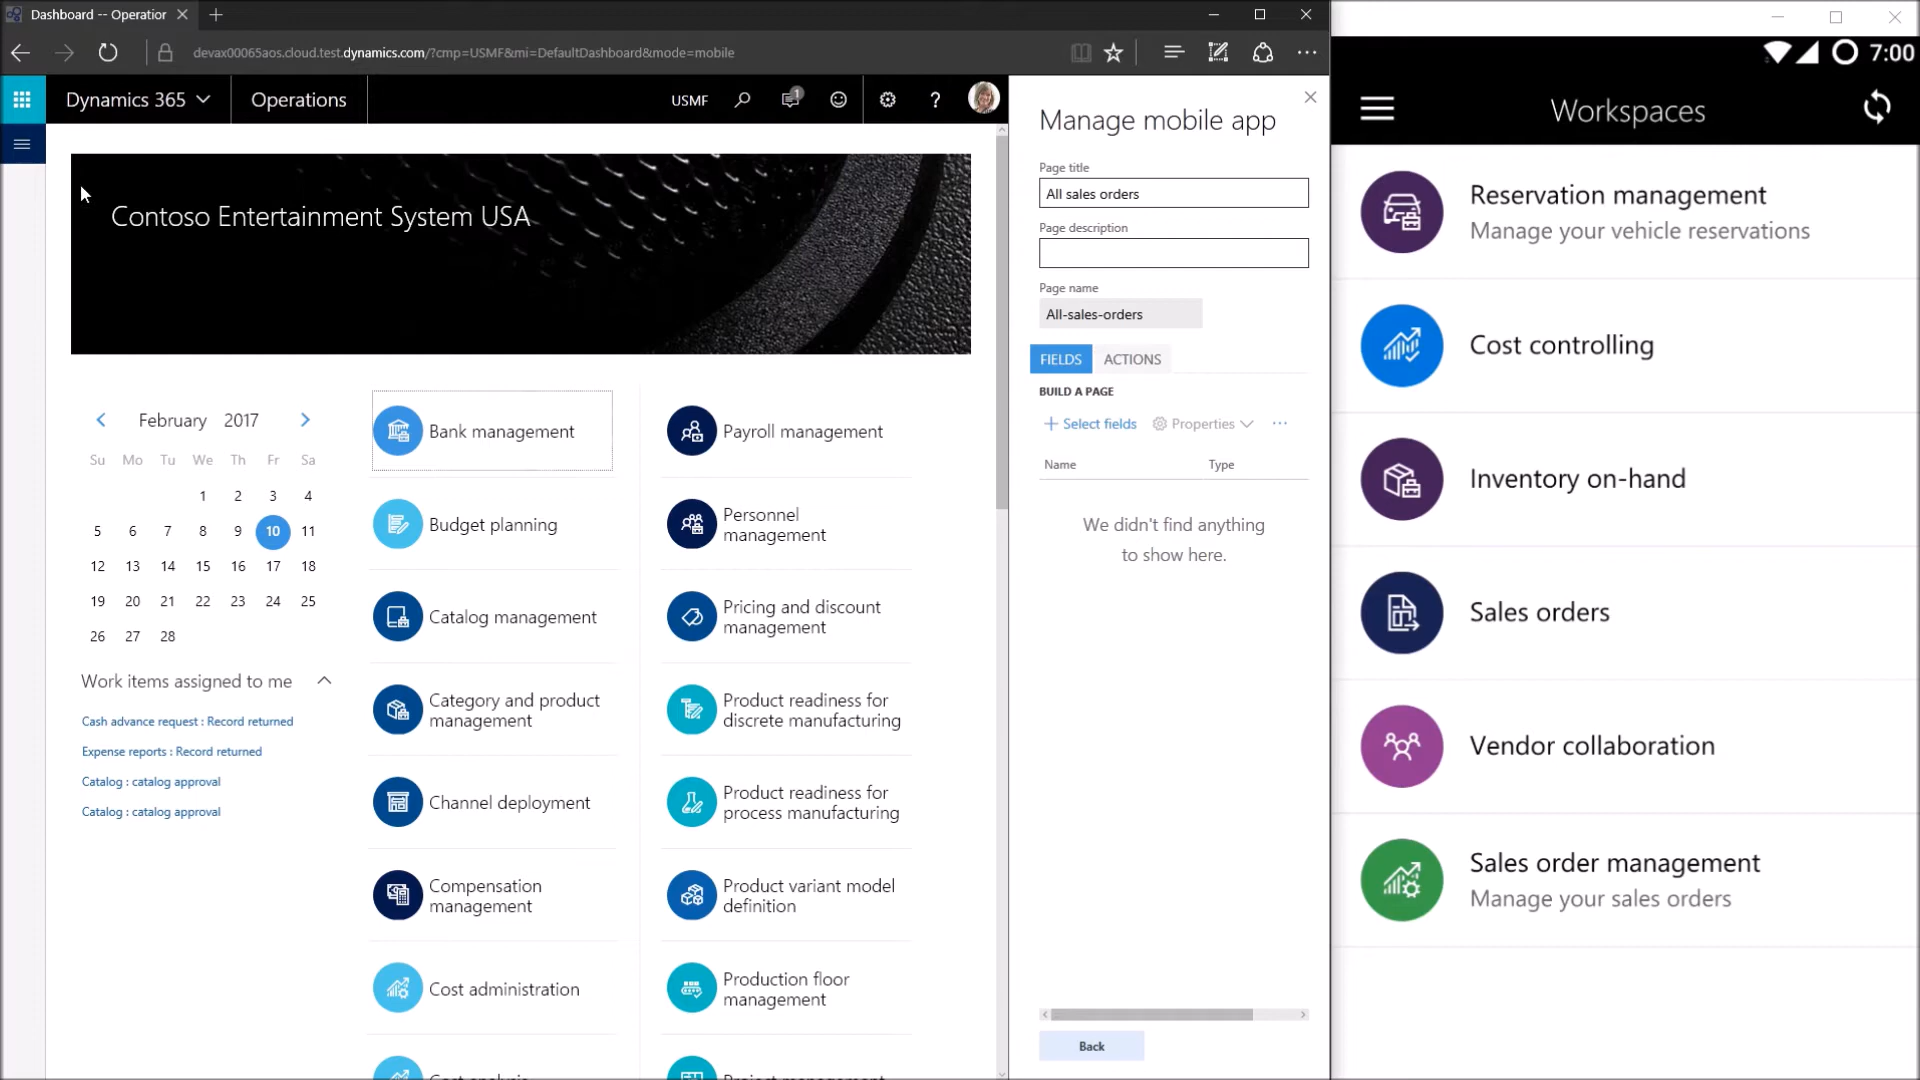 Dashboard -- Operatior
devax00065aos.cloud.test.dynamics.com/?cmp=USMF&mi=DefaultDashboard&mode=mobile
Dynamics 365
Operations
USMF
1
?
Contoso Entertainment System USA
February 2017
Su Mo Tu We Th Fr Sa
1 2 3 4
5 6 7 8 9 10 11
12 13 14 15 16 17 18
19 20 21 22 23 24 25
26 27 28
Work items assigned to me
Cash advance request : Record returned
Expense reports : Record returned
Catalog : catalog approval
Catalog : catalog approval
Bank management
Budget planning
Catalog management
Category and product
management
Channel deployment
Compensation
management
Cost administration
Cost analysis
Payroll management
Personnel
management
Pricing and discount
management
Product readiness for
discrete manufacturing
Product readiness for
process manufacturing
Product variant model
definition
Production floor
management
Project management
Manage mobile app
Page title
All sales orders
Page description
Page name
All-sales-orders
FIELDS ACTIONS
BUILD A PAGE
Select fields Properties ...
Name Type
We didn't find anything
to show here.
Back
7:00
Workspaces
Reservation management
Manage your vehicle reservations
Cost controlling
Inventory on-hand
Sales orders
Vendor collaboration
Sales order management
Manage your sales orders